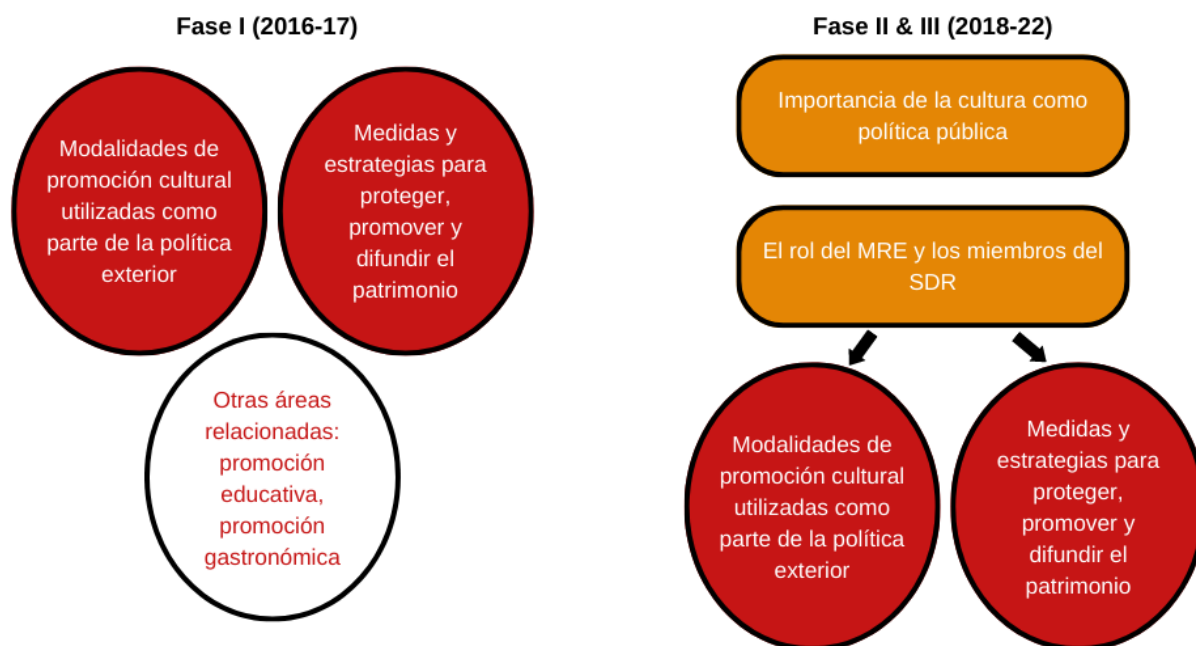 Fase I (2016-17)
Modalidades de
promoción cultural
utilizadas como
parte de la política
exterior
Medidas y
estrategias para
proteger,
promover y
difundir el
patrimonio
Otras áreas
relacionadas:
promoción
educativa,
promoción
gastronómica
Fase II & III (2018-22)
Importancia de la cultura como
política pública
El rol del MRE y los miembros del
SDR
Modalidades de
promoción cultural
utilizadas como
parte de la política
exterior
Medidas y
estrategias para
proteger,
promover y
difundir el
patrimonio